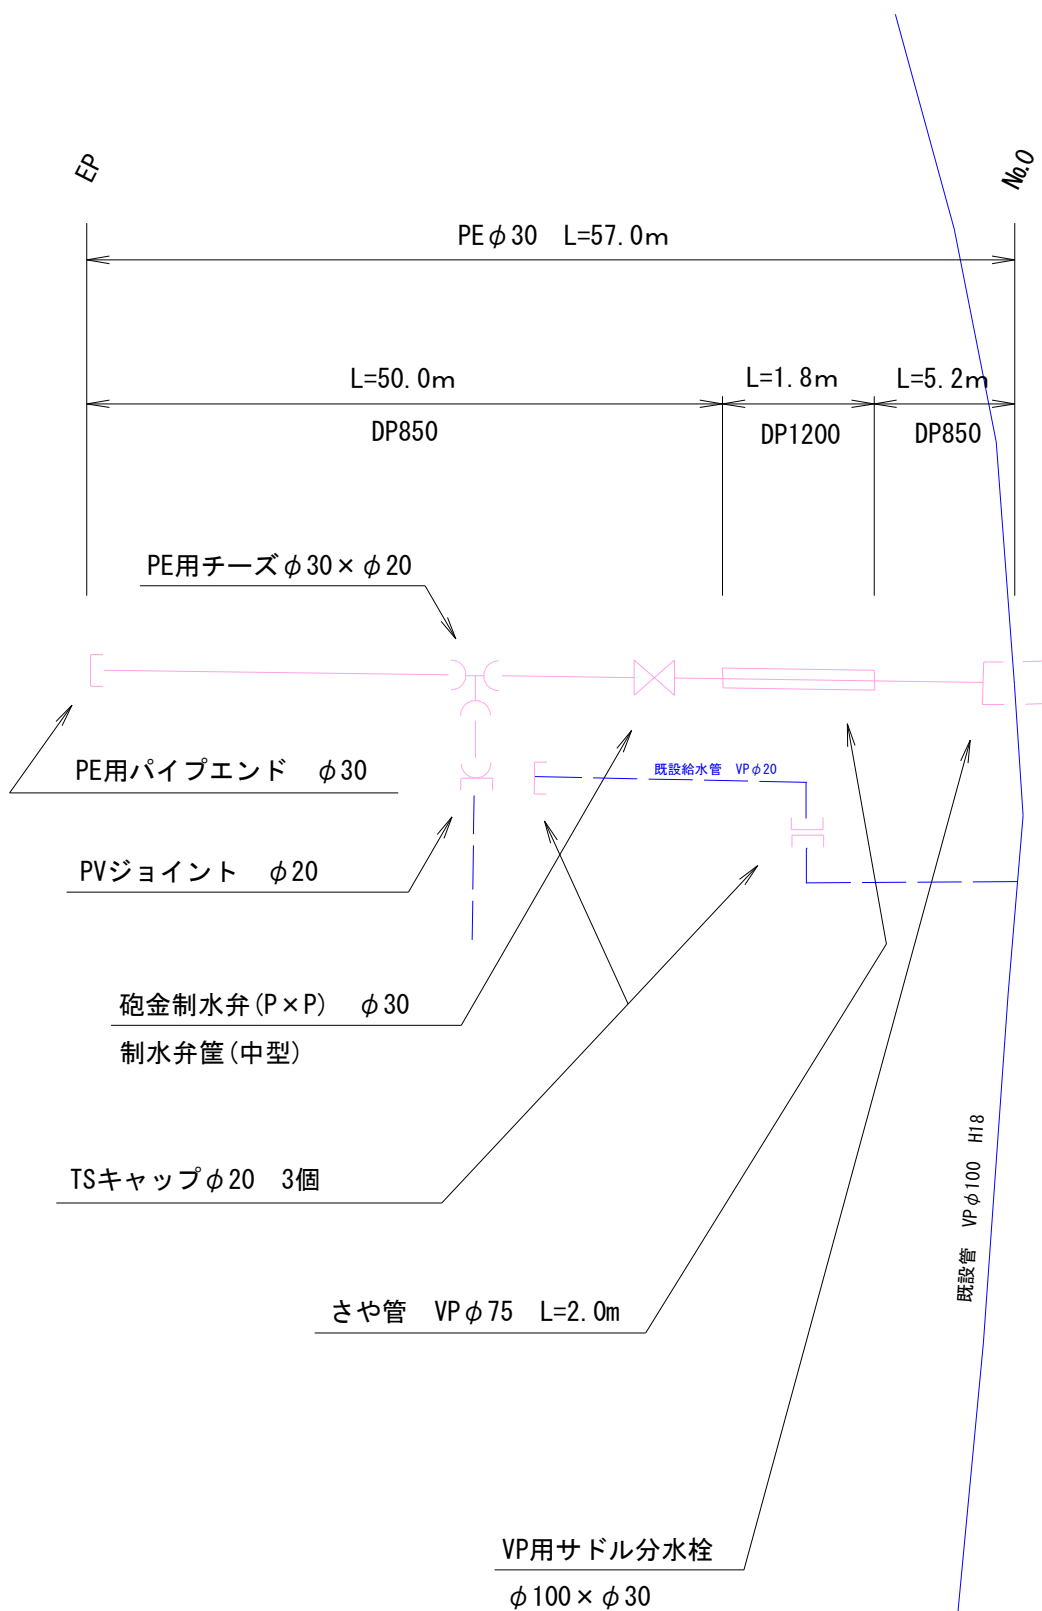 EP
No.0
PEφ30　L=57.0m
L=50.0m
L=1.8m
L=5.2m
DP850
DP1200
DP850
PE用チーズφ30×φ20
PE用パイプエンド　φ30
既設給水管　VPφ20
PVジョイント　φ20
砲金制水弁(P×P)　φ30
制水弁筐(中型)
TSキャップφ20　3個
既設管　VPφ100　H18
さや管　VPφ75　L=2.0m
VP用サドル分水栓
φ100×φ30